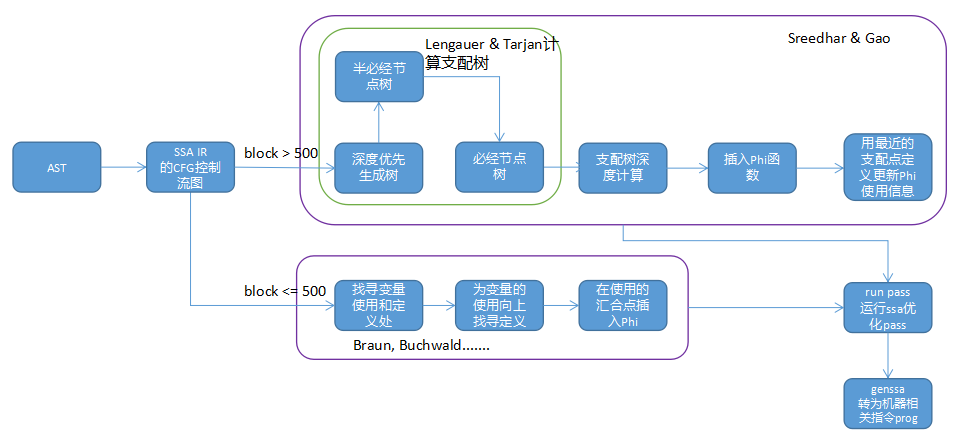 Sreedhar & Gao
Lengauer & Tarjan计
算支配树
半必经节
点树
AST
SSA IR
的CFG控制
流图
block > 500
深度优先
生成树
必经节点
树
支配树深
度计算
插入Phi函
数
用最近的
支配点定
义更新Phi
使用信息
block <= 500
找寻变量
使用和定
义处
为变量的
使用向上
找寻定义
在使用的
汇合点插
入Phi
Braun, Buchwald.......
run pass
运行ssa优
化pass
genssa
转为机器相
关指令prog